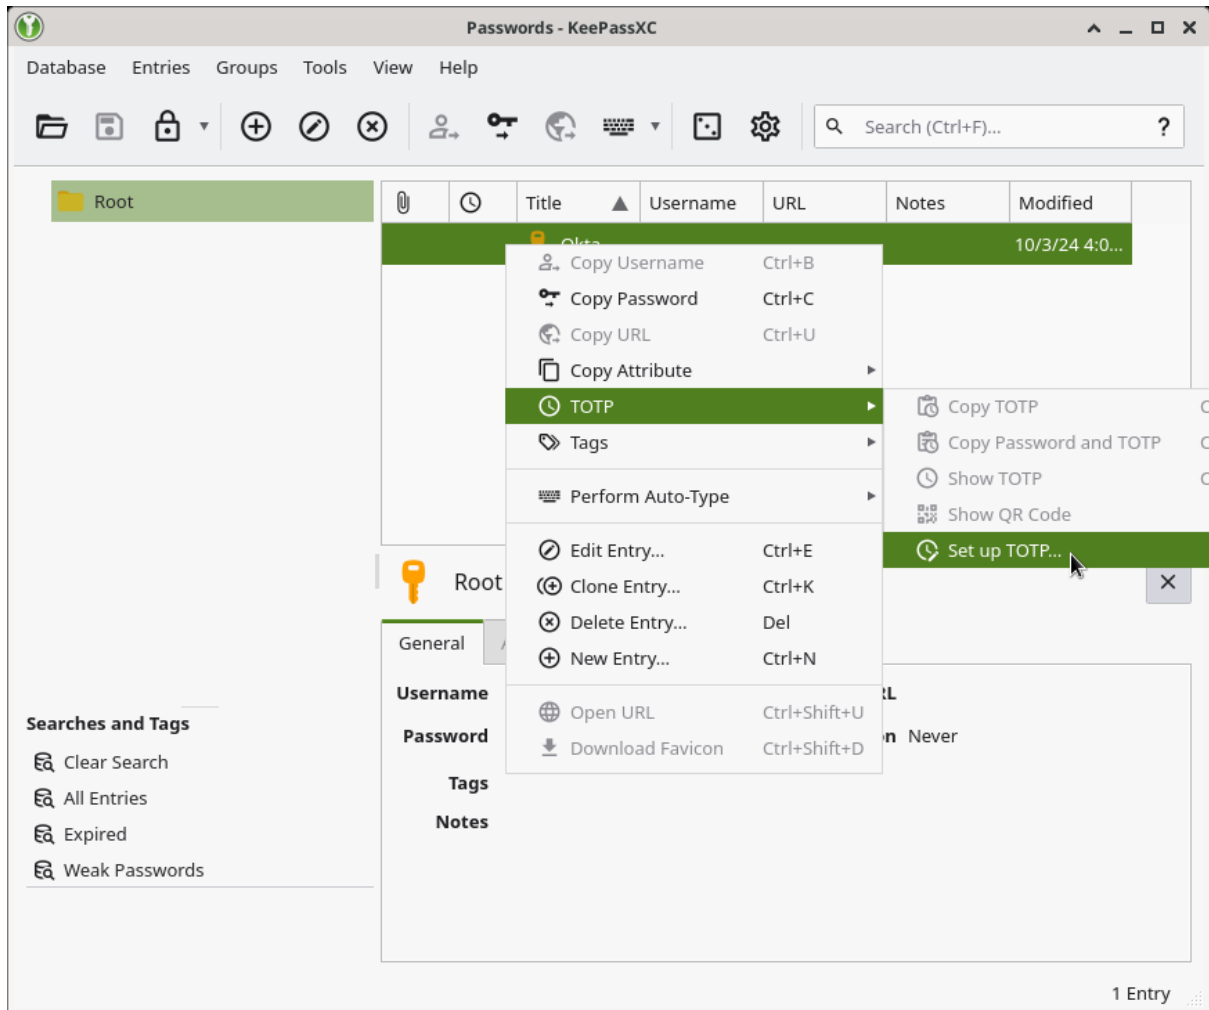 Passwords - KeePassXC
Database Entries Groups Tools View Help
Search (Ctrl+F)... ?
Root
Title Username URL Notes Modified
Okta 10/3/24 4:0...
Copy Username Ctrl+B
Copy Password Ctrl+C
Copy URL Ctrl+U
Copy Attribute
TOTP
Tags
Perform Auto-Type
Edit Entry... Ctrl+E
Clone Entry... Ctrl+K
Delete Entry... Del
New Entry... Ctrl+N
Open URL Ctrl+Shift+U
Download Favicon Ctrl+Shift+D
Copy TOTP C
Copy Password and TOTP C
Show TOTP C
Show QR Code
Set up TOTP...
Root
General
Username
Password
Never
Tags
Notes
Searches and Tags
Clear Search
All Entries
Expired
Weak Passwords
1 Entry